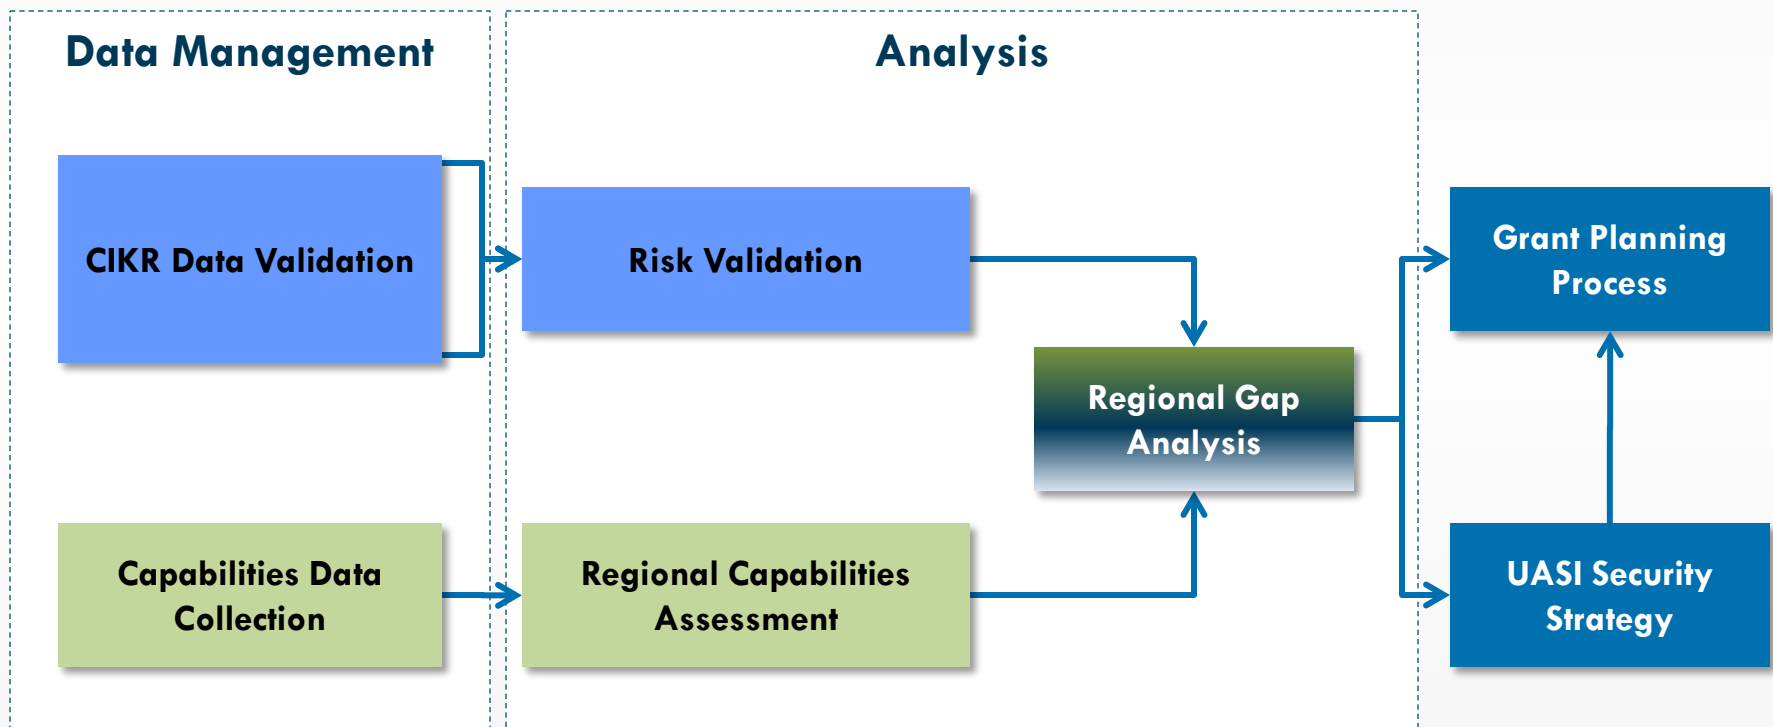 Data Management
Analysis
CIKR Data Validation
Risk Validation
Grant Planning
Process
Regional Gap
Analysis
Capabilities Data
Collection
Regional Capabilities
Assessment
UASI Security
Strategy